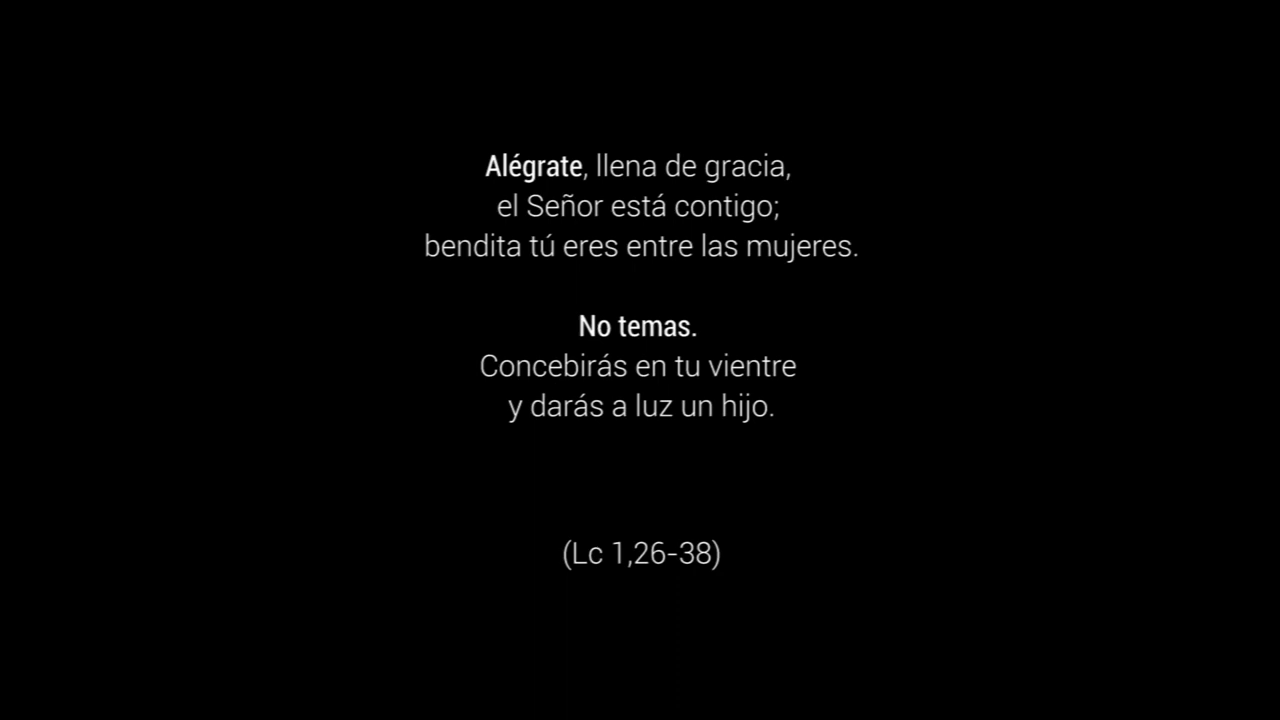 Alégrate, llena de gracia,
el Señor está contigo;
bendita tú eres entre las mujeres.
No temas.
Concebirás en tu vientre
y darás a luz un hijo.
(Lc 1,26-38)